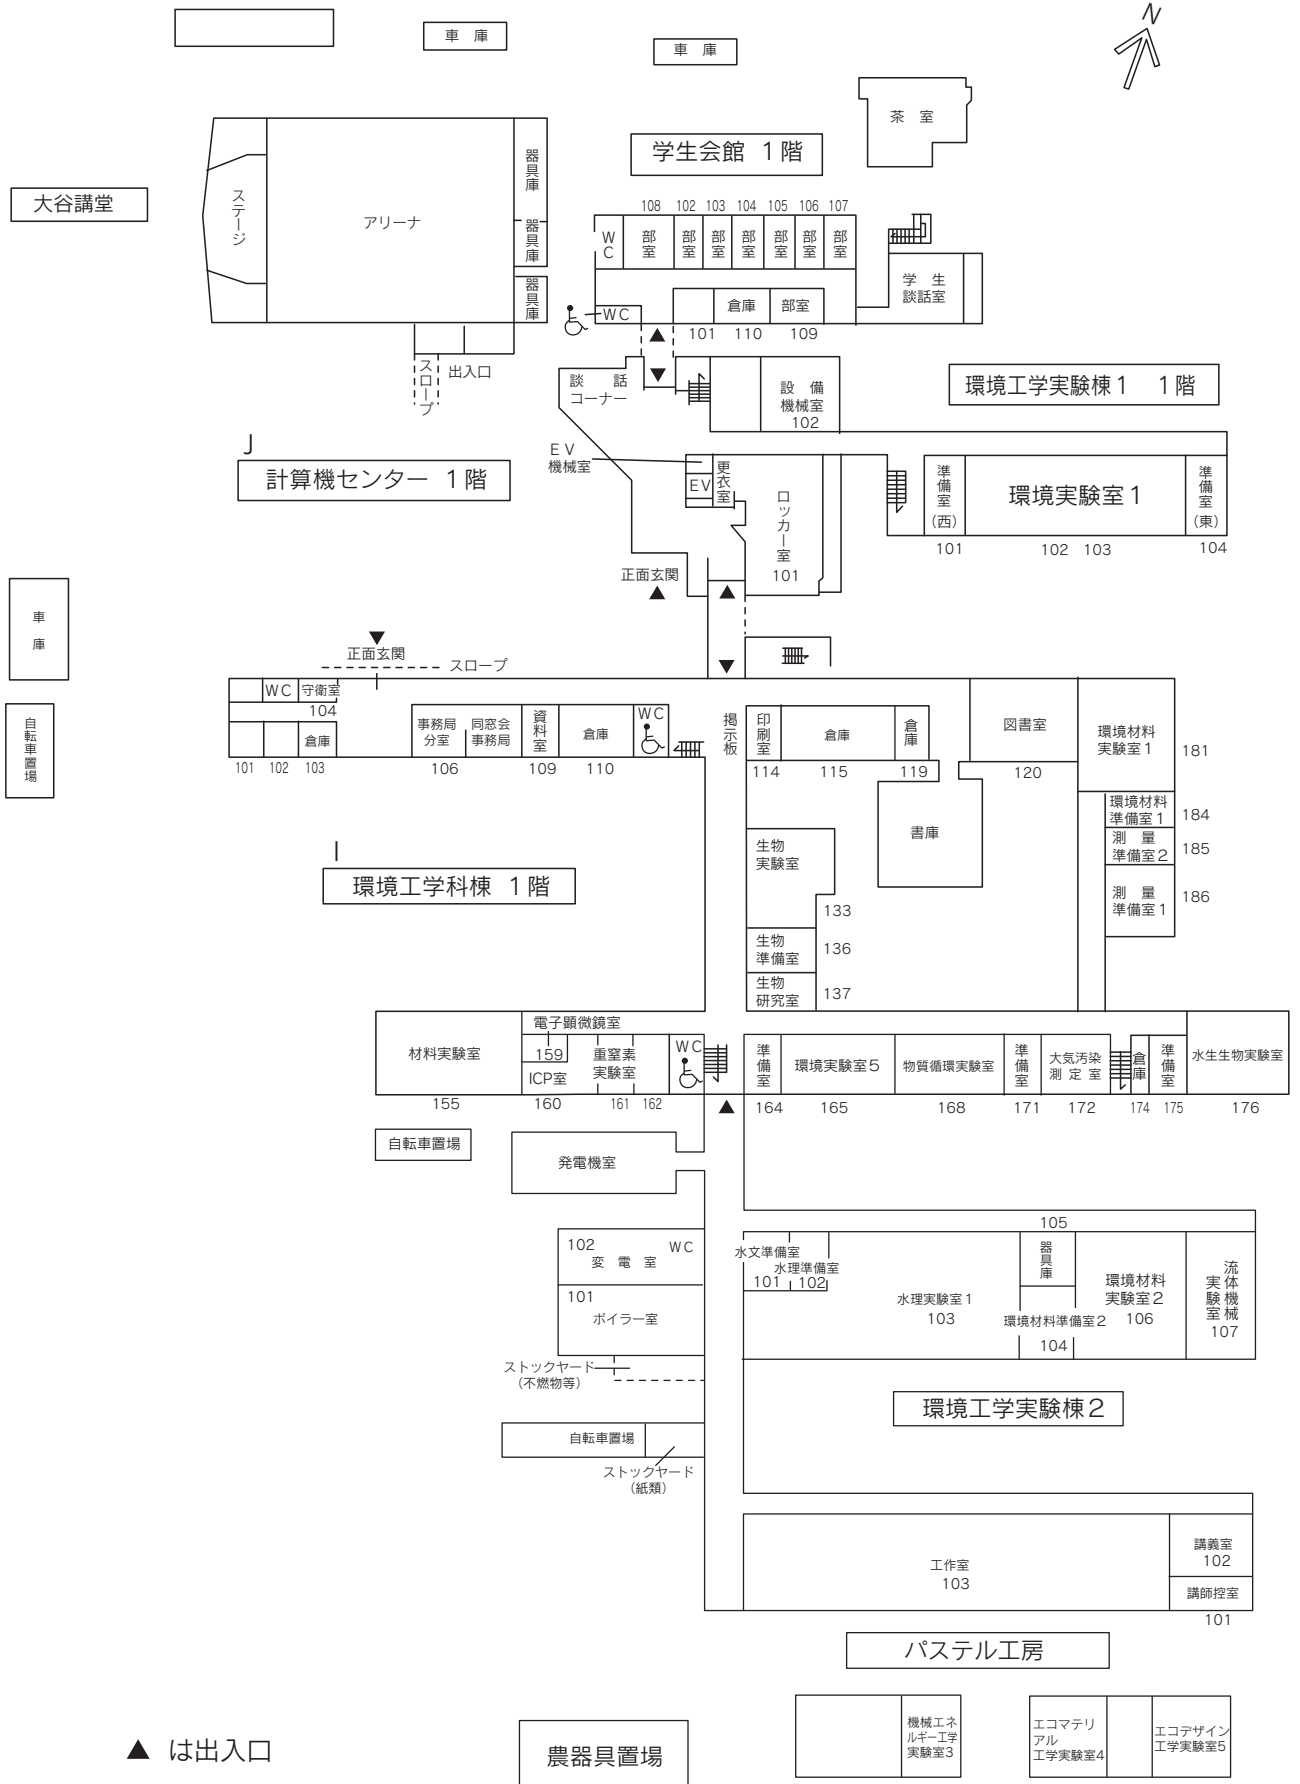 N
車 庫
車 庫
茶 室
学生会館 1階
大谷講堂
ステージ
アリーナ
器具庫
器具庫
器具庫
108 102 103 104 105 106 107
WC
部室
部室
部室
部室
部室
部室
部室
学 生
談話室
WC
倉庫
部室
101
110
109
スロープ
出入口
談 話
コーナー
設 備
機械室
102
環境工学実験棟1 1階
J
計算機センター 1階
EV
機械室
EV
更衣室
ロッカー室
101
準備室
(西)
環境実験室1
準備室
(東)
101
102 103
104
正面玄関
車
庫
正面玄関
スロープ
WC
守衛室
104
倉庫
101 102 103
自転車置場
事務局
分室
同窓会
事務局
資料室
倉庫
WC
106
109
110
掲示板
印刷室
倉庫
倉庫
図書室
環境材料
実験室1
181
114
115
119
120
環境材料
準備室1
184
測 量
準備室2
185
測 量
準備室1
186
書庫
I
環境工学科棟 1階
生物
実験室
133
生物
準備室
136
生物
研究室
137
材料実験室
電子顕微鏡室
159
ICP室
重窒素
実験室
WC
準備室
環境実験室5
物質循環実験室
準備室
大気汚染
測 定 室
倉庫
準備室
水生生物実験室
155
160
161
162
164
165
168
171
172
174
175
176
自転車置場
発電機室
105
102
WC
変 電 室
101
ボイラー室
水文準備室
水理準備室
101
102
水理実験室1
103
器具庫
環境材料準備室2
104
環境材料
実験室2
106
流体機械
実験室
107
ストックヤード
(不燃物等)
環境工学実験棟2
自転車置場
ストックヤード
(紙類)
工作室
103
講義室
102
講師控室
101
パステル工房
▲ は出入口
農器具置場
機械エネ
ルギー工学
実験室3
エコマテリ
アル
工学実験室4
エコデザイン
工学実験室5